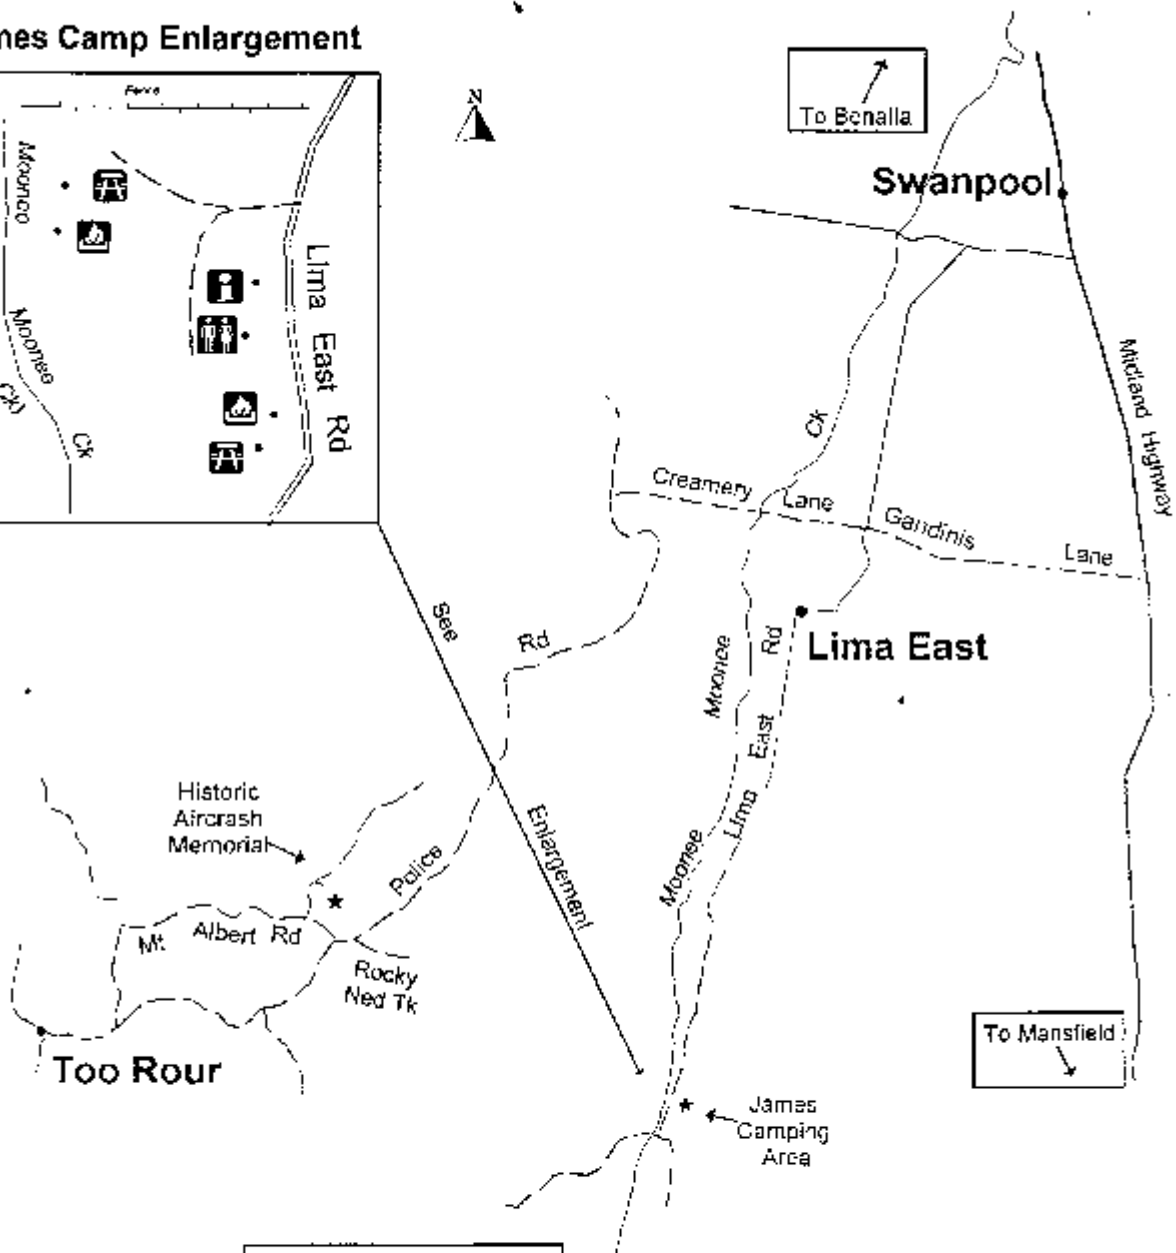 mes Camp Enlargement
Fence
Moonee
Moonee
Ck
Ck
Lima East Rd
N
To Benalla
Swanpool
Midland Highway
Ck
Creamery Lane
Gandinis Lane
Lima East
Moonee
Lima East Rd
Moonee
See Enlargement
Police Rd
Historic
Aircrash
Memorial
Mt Albert Rd
Rocky
Ned Tk
Too Rour
To Mansfield
James
Camping
Area